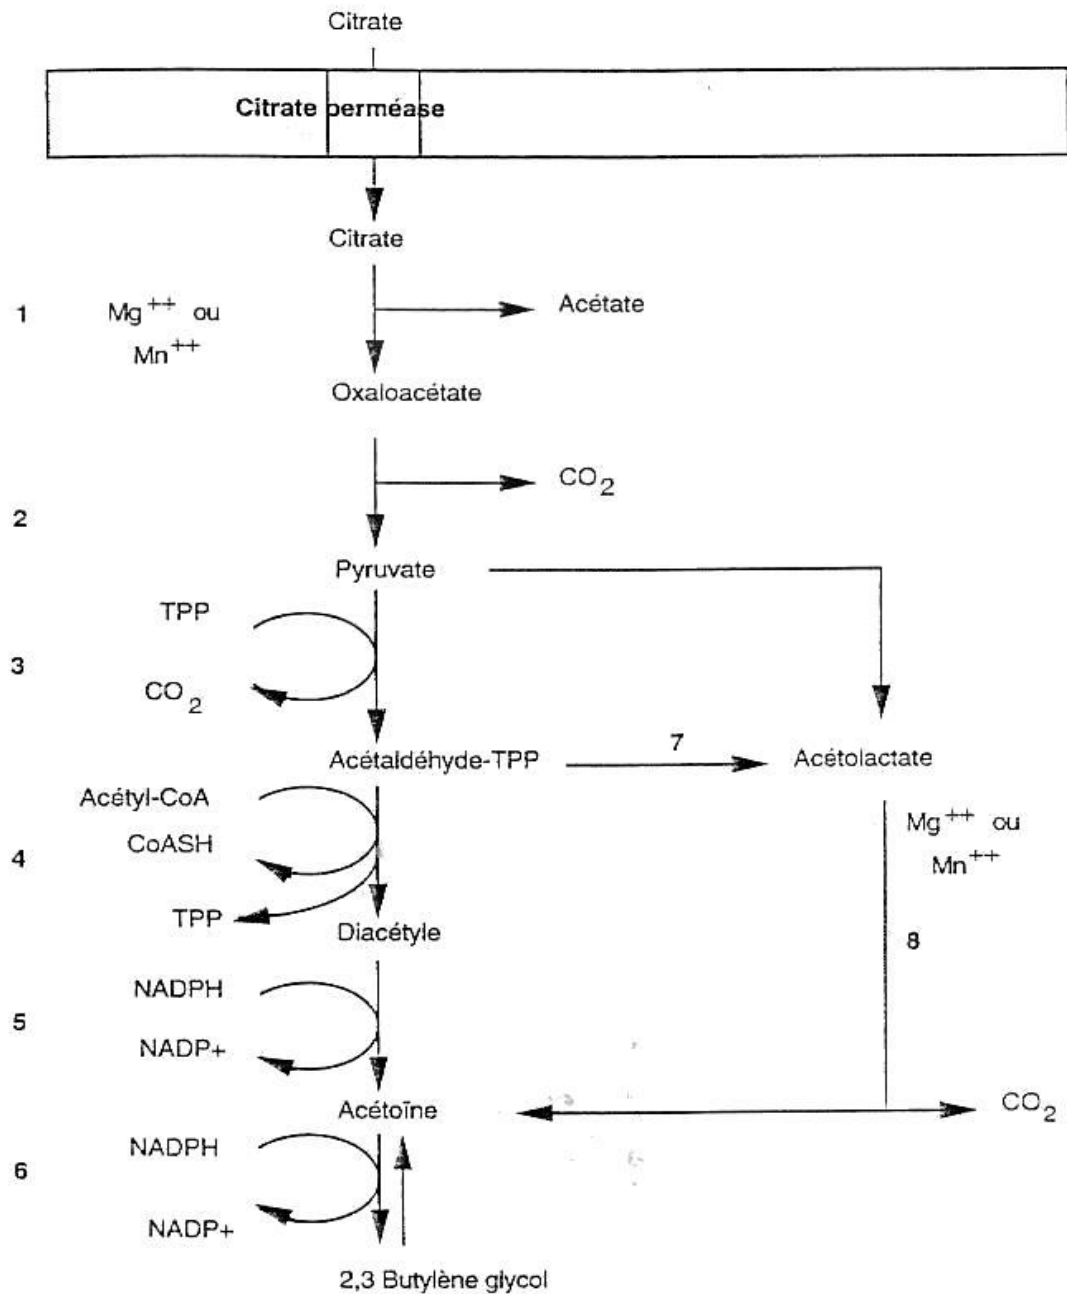 Citrate
Citrate perméase
Citrate
1
Mg++ ou
Mn++
Acétate
Oxaloacétate
CO2
2
Pyruvate
TPP
3
CO2
Acétaldéhyde-TPP
7
Acétolactate
Acétyl-CoA
CoASH
4
TPP
Mg++ ou
Mn++
Diacétyle
8
NADPH
5
NADP+
Acétoïne
CO2
NADPH
6
NADP+
2,3 Butylène glycol